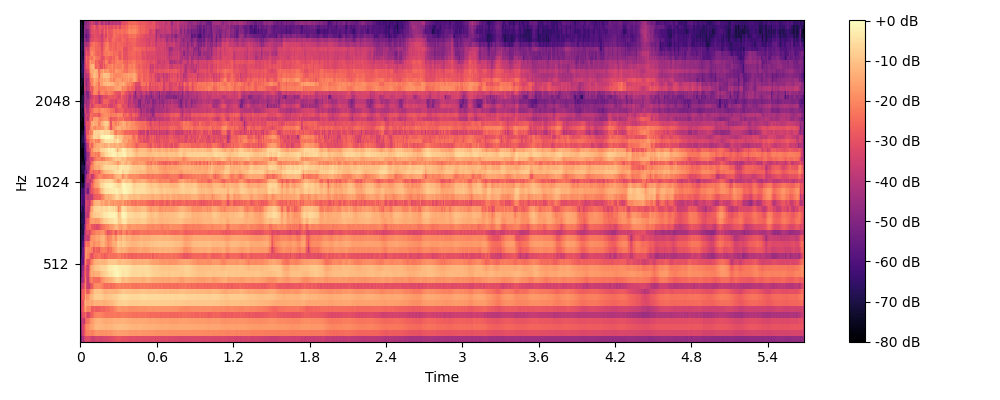 +0 dB
-10 dB
2048
-20 dB
-30 dB
Hz
1024
-40 dB
-50 dB
512
-60 dB
-70 dB
-80 dB
0 0.6 1.2 1.8 2.4 3 3.6 4.2 4.8 5.4
Time